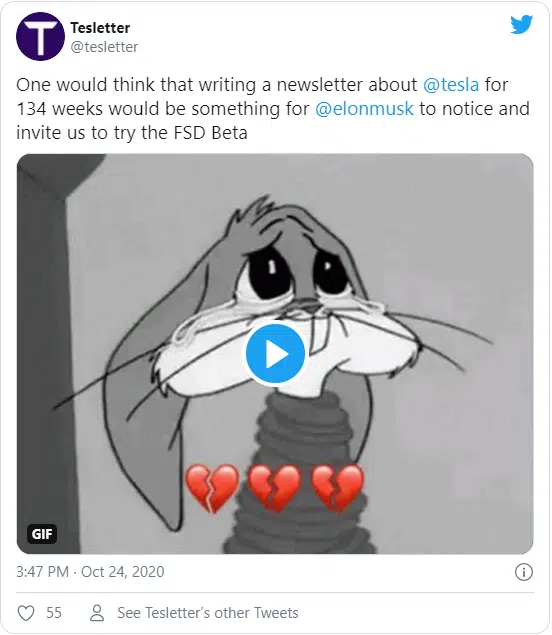 Tesletter
@tesletter
One would think that writing a newsletter about @tesla for
134 weeks would be something for @elonmusk to notice and
invite us to try the FSD Beta
GIF
3:47 PM · Oct 24, 2020
55
See Tesletter's other Tweets